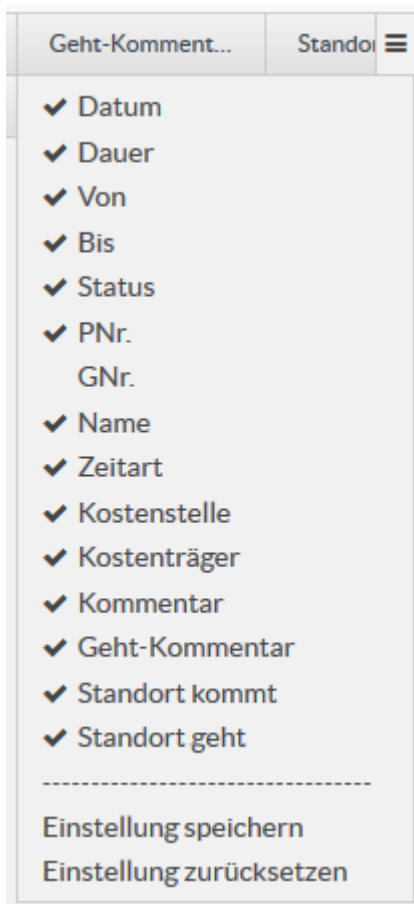 Geht-Komment... Standor
Datum
Dauer
Von
Bis
Status
PNr.
GNr.
Name
Zeitart
Kostenstelle
Kostenträger
Kommentar
Geht-Kommentar
Standort kommt
Standort geht
----------------------------------
Einstellung speichern
Einstellung zurücksetzen